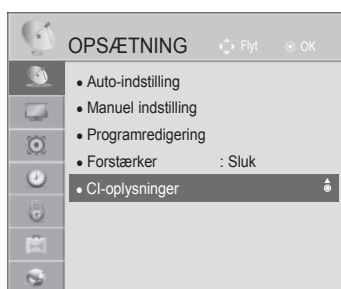 OPSÆTNING Flyt OK
• Auto-indstilling
• Manuel indstilling
• Programredigering
• Forstærker : Sluk
• CI-oplysninger